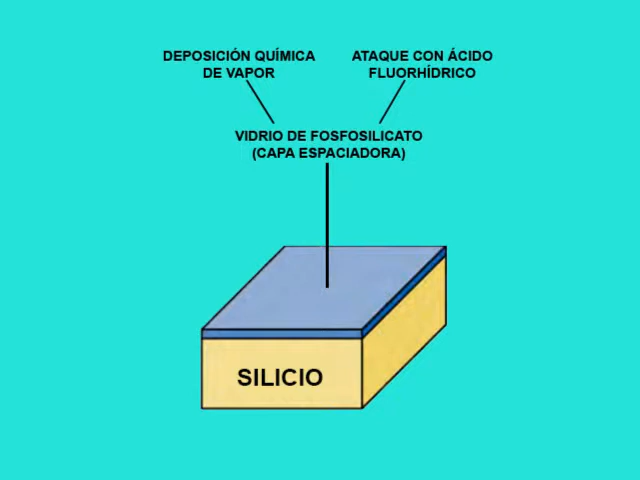 DEPOSICIÓN QUÍMICA
DE VAPOR
ATAQUE CON ÁCIDO
FLUORHÍDRICO
VIDRIO DE FOSFOSILICATO
(CAPA ESPACIADORA)
SILICIO